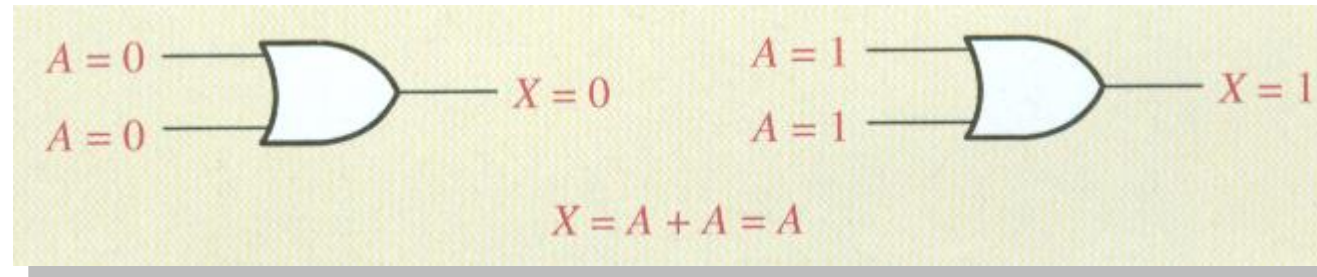 A = 0
A = 0
X = 0
A = 1
A = 1
X = 1
X = A + A = A